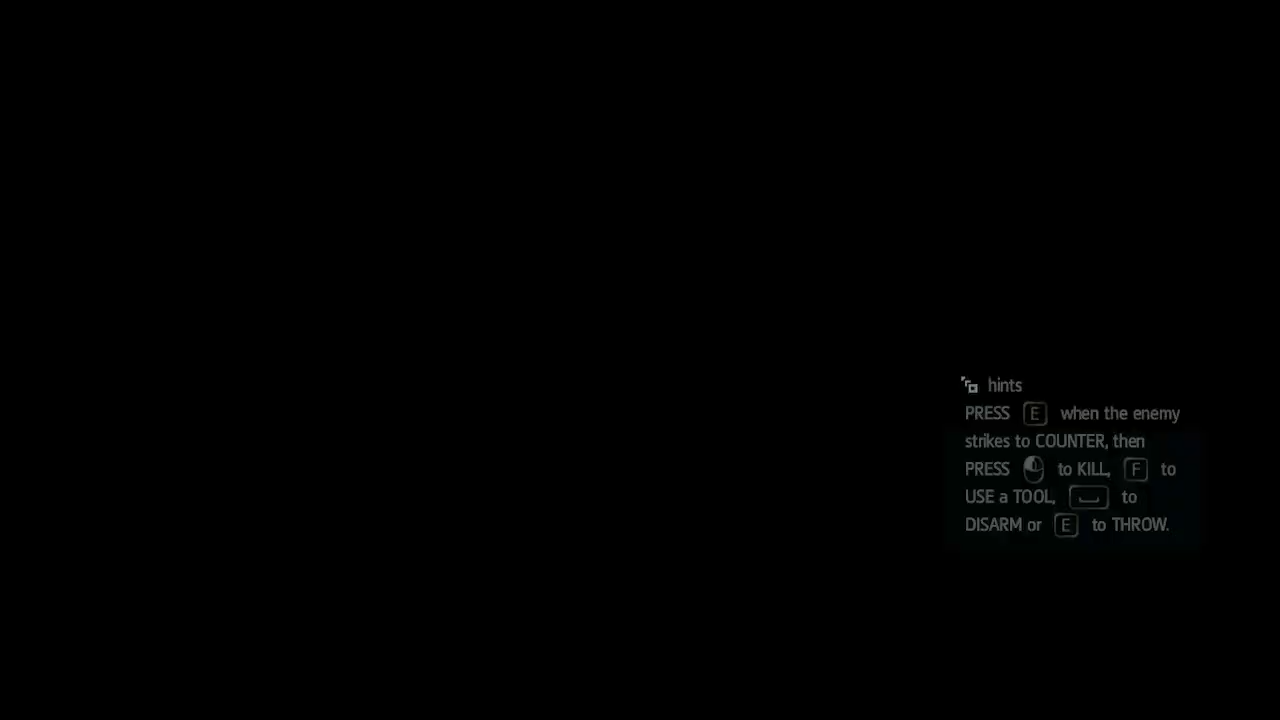 hints
PRESS E when the enemy
strikes to COUNTER, then
PRESS to KILL, F to
USE a TOOL, to
DISARM or E to THROW.